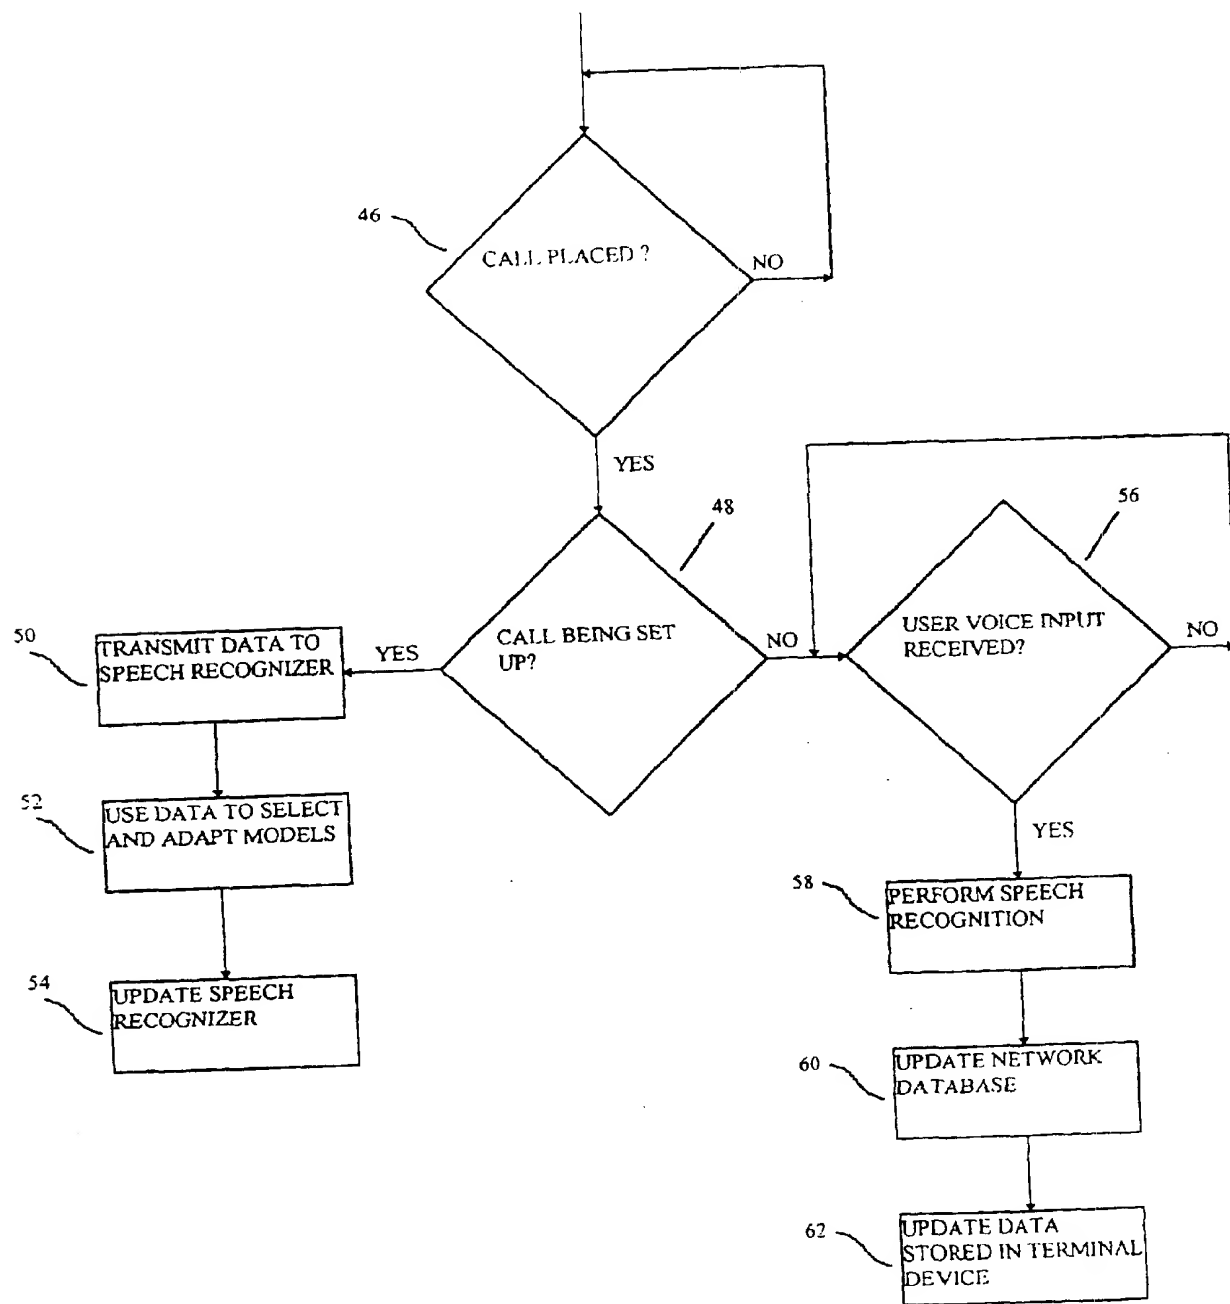 46
CALL PLACED ?
NO
YES
48
CALL BEING SET
UP?
YES
NO
50
TRANSMIT DATA TO
SPEECH RECOGNIZER
52
USE DATA TO SELECT
AND ADAPT MODELS
54
UPDATE SPEECH
RECOGNIZER
56
USER VOICE INPUT
RECEIVED?
NO
YES
58
PERFORM SPEECH
RECOGNITION
60
UPDATE NETWORK
DATABASE
62
UPDATE DATA
STORED IN TERMINAL
DEVICE